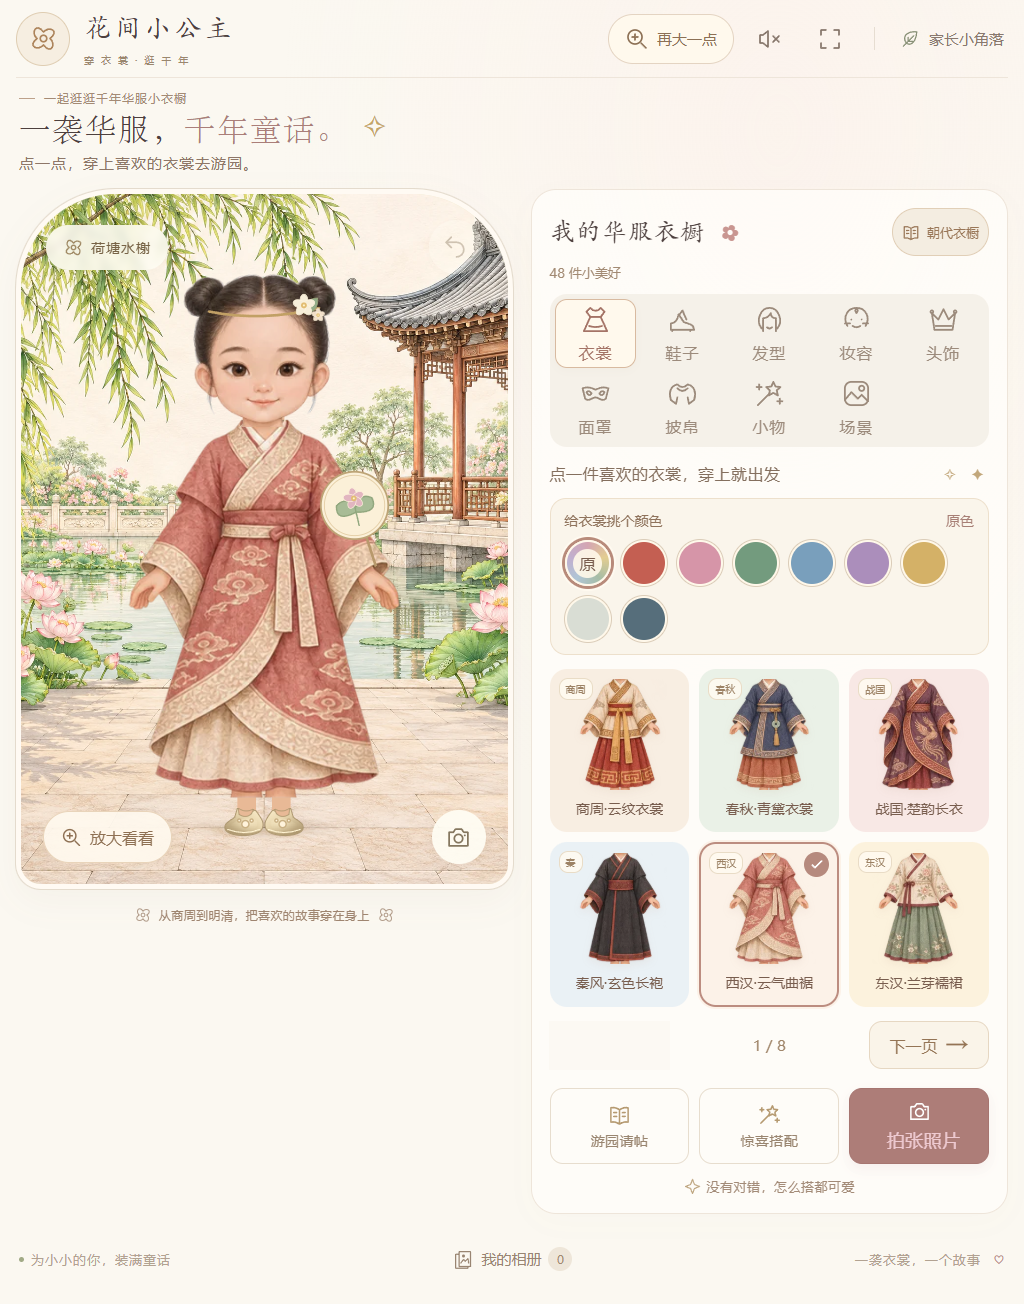 花间小公主
穿衣裳·逛千年
再大一点
家长小角落
一起逛逛千年华服小衣橱
一袭华服，千年童话。
点一点，穿上喜欢的衣裳去游园。
荷塘水榭
放大看看
从商周到明清，把喜欢的故事穿在身上
我的华服衣橱
朝代衣橱
48 件小美好
衣裳
鞋子
发型
妆容
头饰
面罩
披帛
小物
场景
点一件喜欢的衣裳，穿上就出发
给衣裳挑个颜色
原色
原
商周
商周·云纹衣裳
春秋
春秋·青黛衣裳
战国
战国·楚韵长衣
秦
秦风·玄色长袍
西汉
西汉·云气曲裾
东汉
东汉·兰芽襦裙
1 / 8
下一页 →
游园请帖
惊喜搭配
拍张照片
没有对错，怎么搭都可爱
• 为小小的你，装满童话
我的相册 0
一袭衣裳，一个故事 ♡